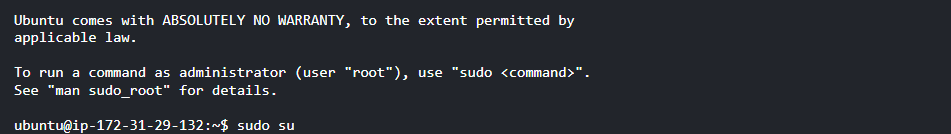 Ubuntu comes with ABSOLUTELY NO WARRANTY, to the extent permitted by
applicable law.
To run a command as administrator (user "root"), use "sudo <command>".
See "man sudo_root" for details.
ubuntu@ip-172-31-29-132:~$ sudo su